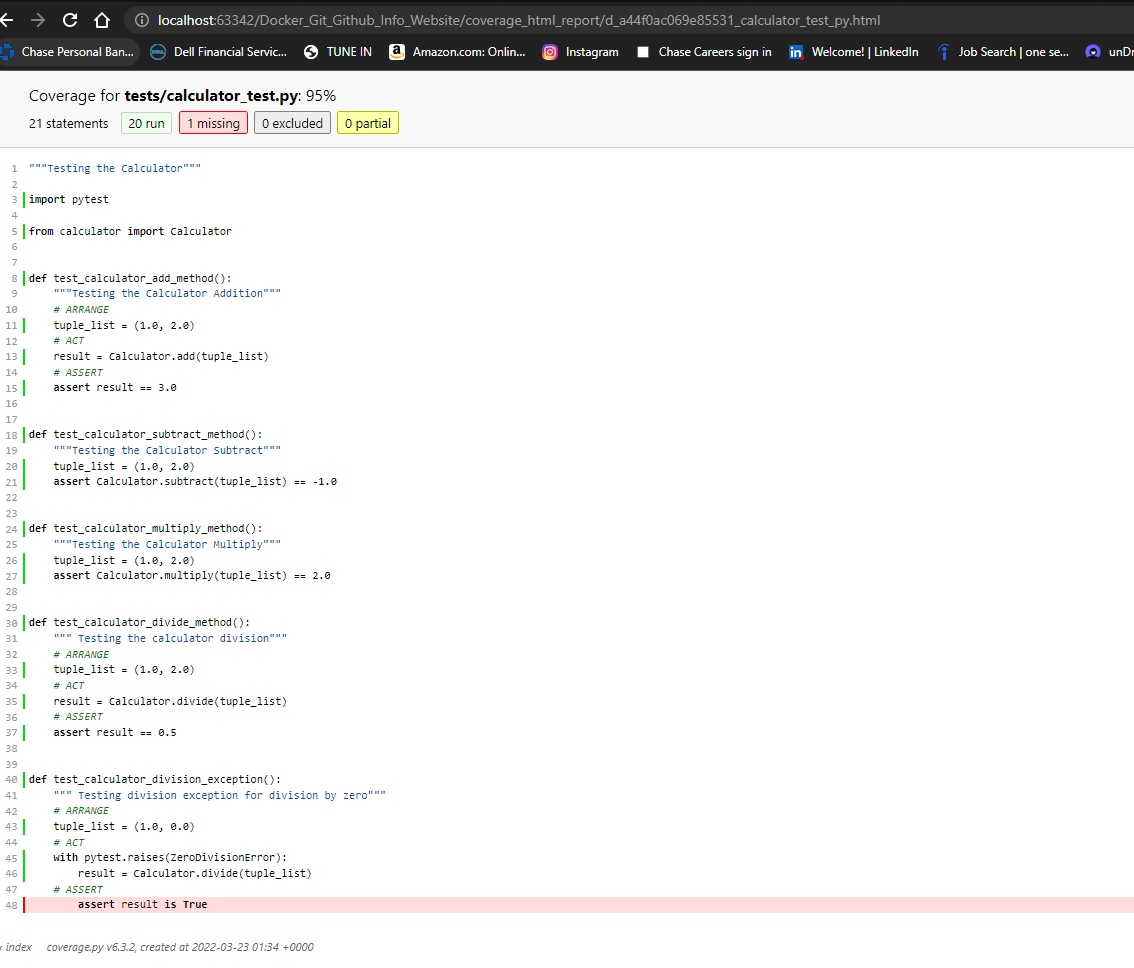 localhost:63342/Docker_Git_Github_Info_Website/coverage_html_report/d_a44f0ac069e85531_calculator_test_py.html
Chase Personal Ban... Dell Financial Servic... TUNE IN Amazon.com: Onlin... Instagram Chase Careers sign in Welcome! | LinkedIn Job Search | one se... unDr
Coverage for tests/calculator_test.py: 95%
21 statements 20 run 1 missing 0 excluded 0 partial
1 """Testing the Calculator"""
2
3 import pytest
4
5 from calculator import Calculator
6
7
8 def test_calculator_add_method():
9 """Testing the Calculator Addition"""
10 # ARRANGE
11 tuple_list = (1.0, 2.0)
12 # ACT
13 result = Calculator.add(tuple_list)
14 # ASSERT
15 assert result == 3.0
16
17
18 def test_calculator_subtract_method():
19 """Testing the Calculator Subtract"""
20 tuple_list = (1.0, 2.0)
21 assert Calculator.subtract(tuple_list) == -1.0
22
23
24 def test_calculator_multiply_method():
25 """Testing the Calculator Multiply"""
26 tuple_list = (1.0, 2.0)
27 assert Calculator.multiply(tuple_list) == 2.0
28
29
30 def test_calculator_divide_method():
31 """ Testing the calculator division"""
32 # ARRANGE
33 tuple_list = (1.0, 2.0)
34 # ACT
35 result = Calculator.divide(tuple_list)
36 # ASSERT
37 assert result == 0.5
38
39
40 def test_calculator_division_exception():
41 """ Testing division exception for division by zero"""
42 # ARRANGE
43 tuple_list = (1.0, 0.0)
44 # ACT
45 with pytest.raises(ZeroDivisionError):
46 result = Calculator.divide(tuple_list)
47 # ASSERT
48 assert result is True
« index coverage.py v6.3.2, created at 2022-03-23 01:34 +0000